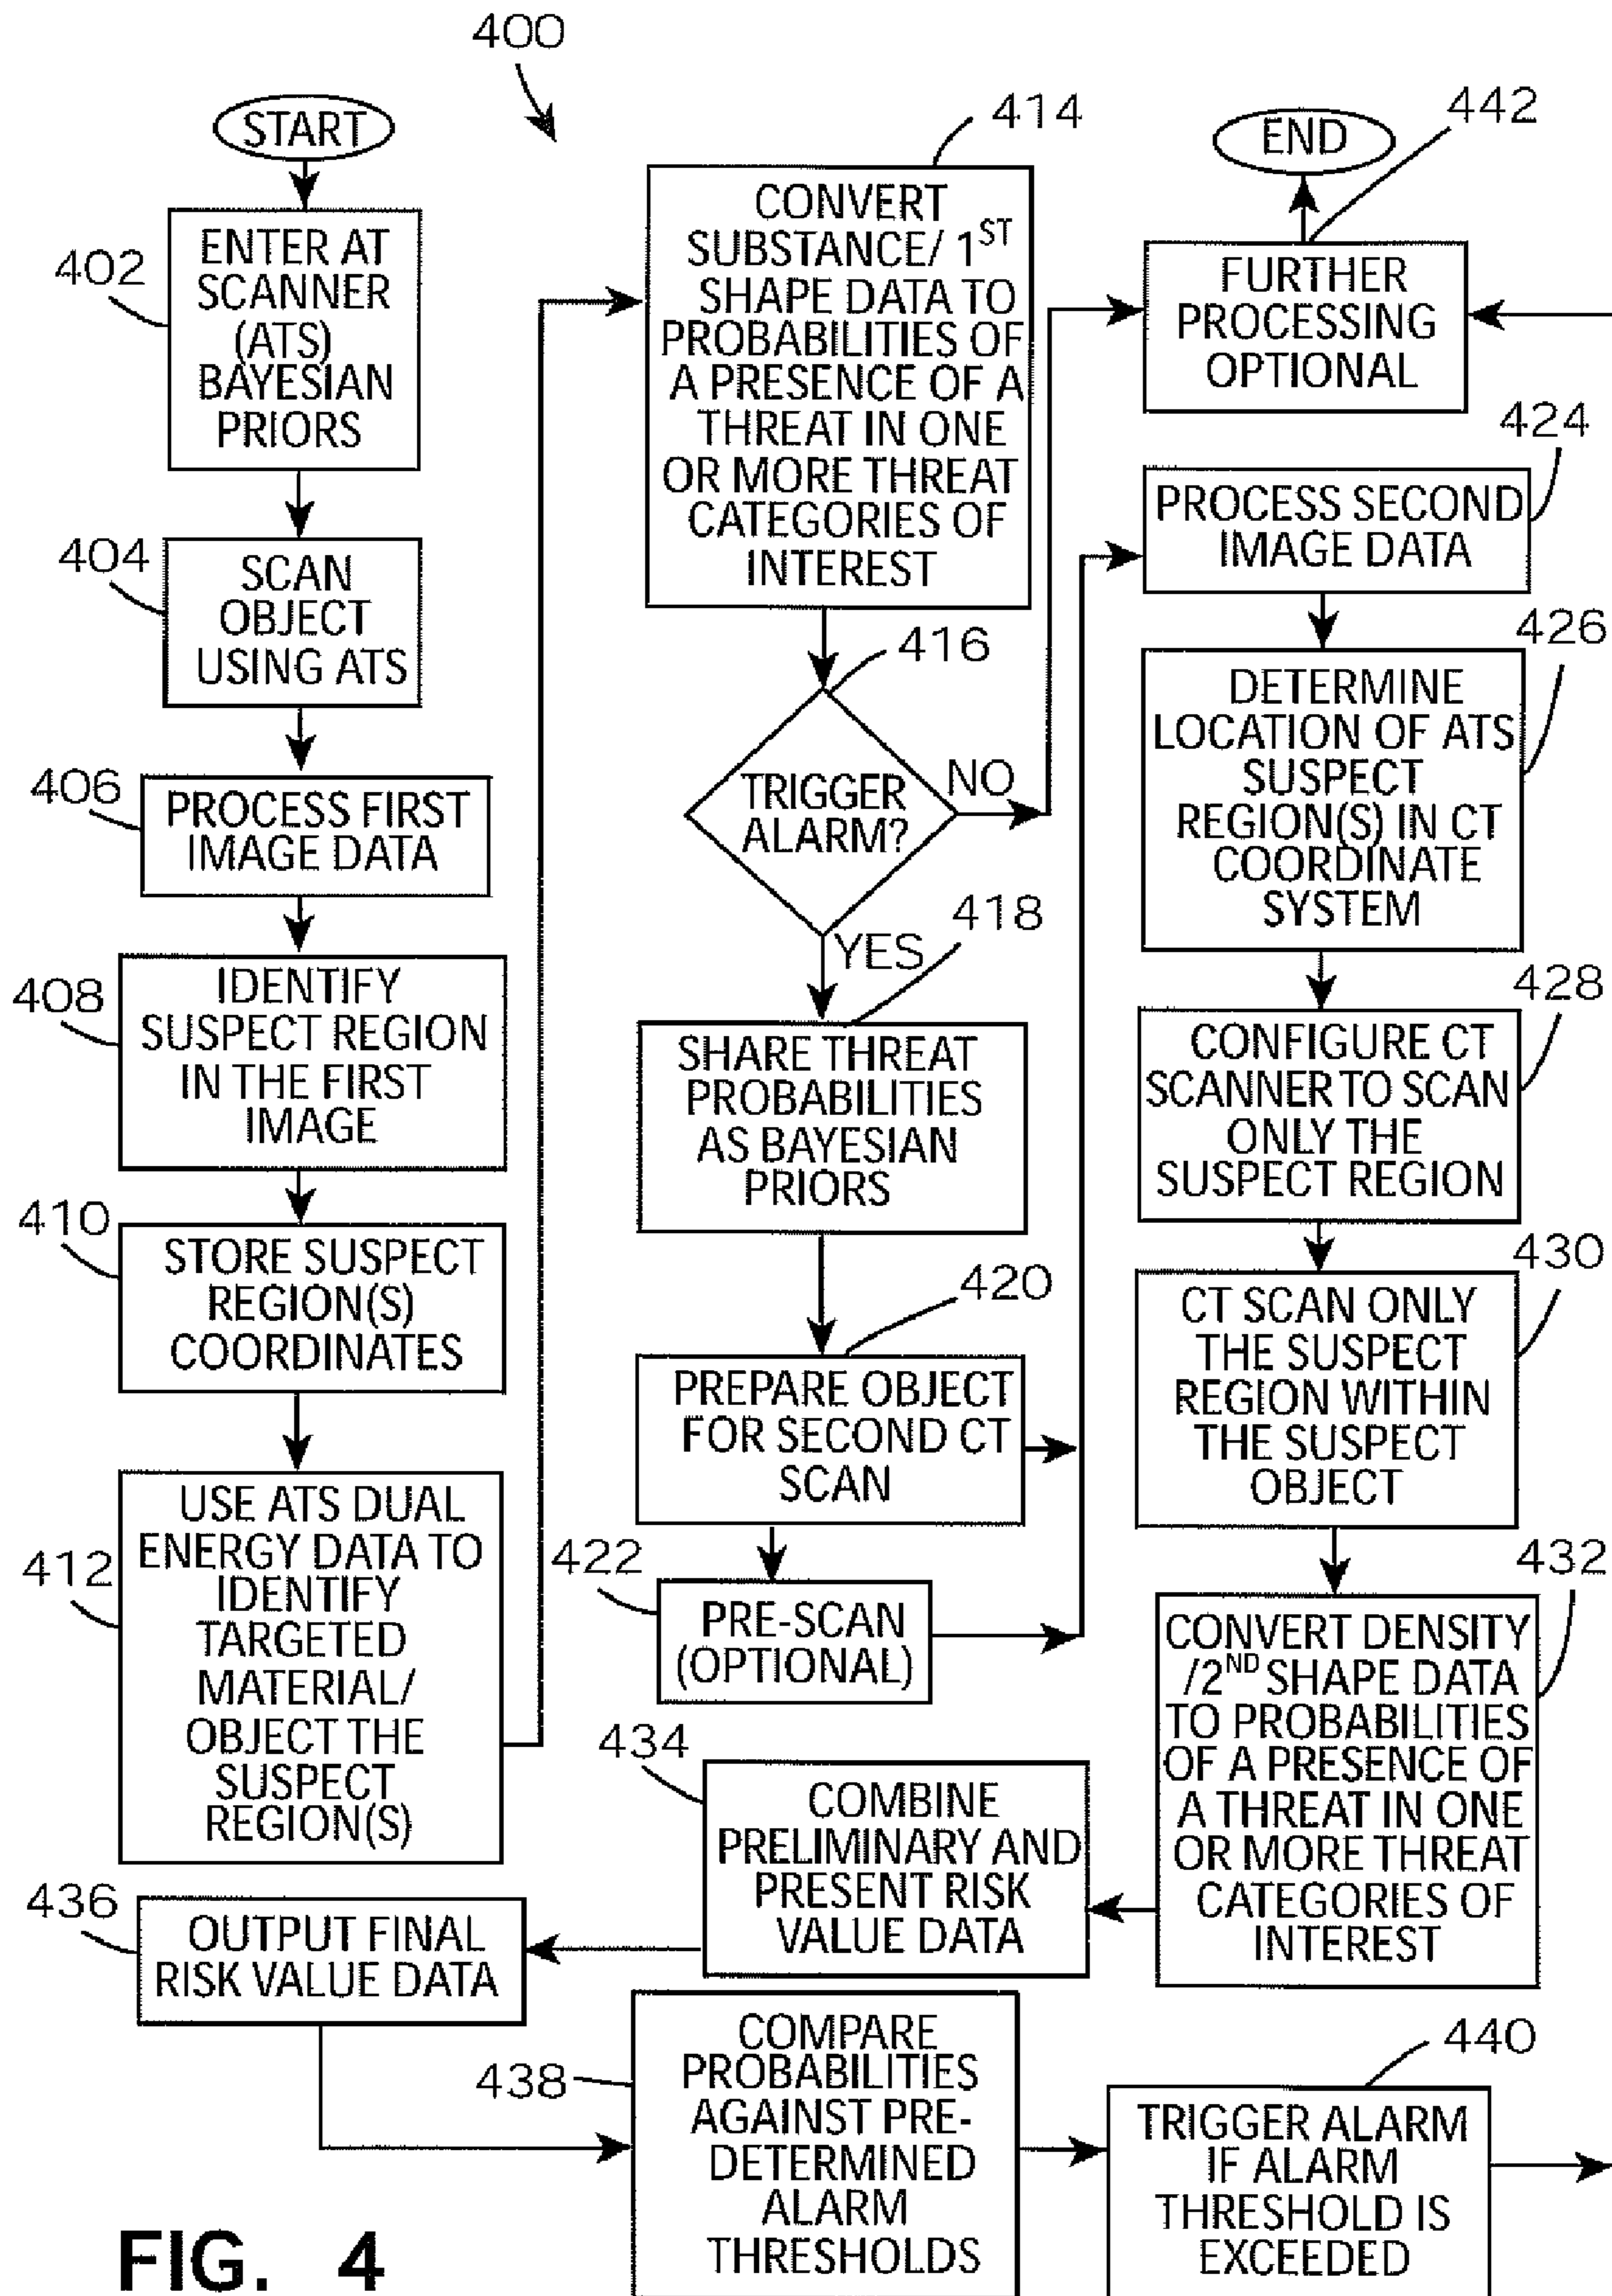 400
START
402
ENTER AT
SCANNER
(ATS)
BAYESIAN
PRIORS
404
SCAN
OBJECT
USING ATS
406
PROCESS FIRST
IMAGE DATA
408
IDENTIFY
SUSPECT REGION
IN THE FIRST
IMAGE
410
STORE SUSPECT
REGION(S)
COORDINATES
412
USE ATS DUAL
ENERGY DATA TO
IDENTIFY
TARGETED
MATERIAL/
OBJECT THE
SUSPECT
REGION(S)
414
CONVERT
SUBSTANCE/ 1ST
SHAPE DATA TO
PROBABILITIES OF
A PRESENCE OF A
THREAT IN ONE
OR MORE THREAT
CATEGORIES OF
INTEREST
416
TRIGGER
ALARM?
NO
YES
418
SHARE THREAT
PROBABILITIES
AS BAYESIAN
PRIORS
420
PREPARE OBJECT
FOR SECOND CT
SCAN
422
PRE-SCAN
(OPTIONAL)
END
442
FURTHER
PROCESSING
OPTIONAL
424
PROCESS SECOND
IMAGE DATA
426
DETERMINE
LOCATION OF ATS
SUSPECT
REGION(S) IN CT
COORDINATE
SYSTEM
428
CONFIGURE CT
SCANNER TO SCAN
ONLY THE
SUSPECT REGION
430
CT SCAN ONLY
THE SUSPECT
REGION WITHIN
THE SUSPECT
OBJECT
432
CONVERT DENSITY
/2ND SHAPE DATA
TO PROBABILITIES
OF A PRESENCE OF
A THREAT IN ONE
OR MORE THREAT
CATEGORIES OF
INTEREST
434
COMBINE
PRELIMINARY AND
PRESENT RISK
VALUE DATA
436
OUTPUT FINAL
RISK VALUE DATA
438
COMPARE
PROBABILITIES
AGAINST PRE-
DETERMINED
ALARM
THRESHOLDS
440
TRIGGER ALARM
IF ALARM
THRESHOLD IS
EXCEEDED
FIG. 4